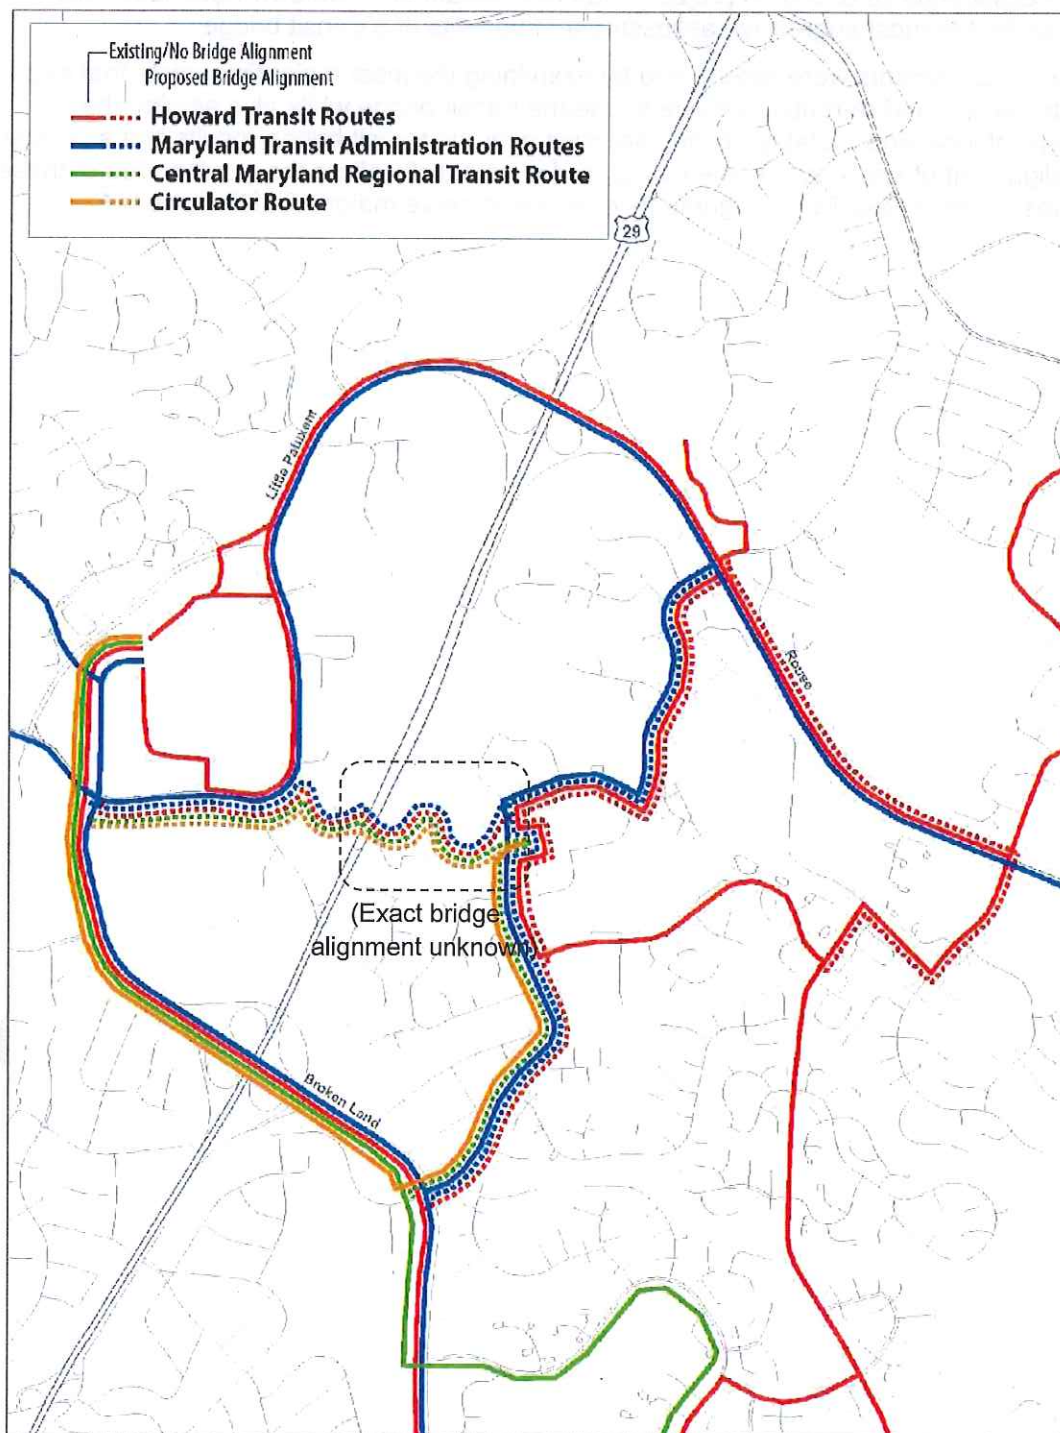 Existing/No Bridge Alignment
Proposed Bridge Alignment
Howard Transit Routes
Maryland Transit Administration Routes
Central Maryland Regional Transit Route
Circulator Route
29
Little Patuxent
Rouse
(Exact bridge
alignment unknown)
Broken Land